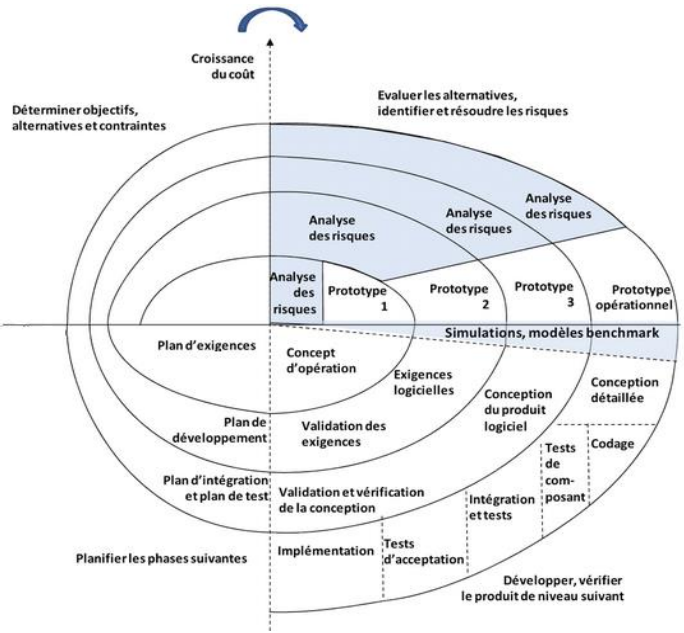 Croissance
du coût
Déterminer objectifs,
alternatives et contraintes
Evaluer les alternatives,
identifier et résoudre les risques
Analyse
des risques
Analyse
des risques
Analyse
des risques
Analyse
des
risques
Prototype
1
Prototype
2
Prototype
3
Prototype
opérationnel
Simulations, modèles benchmark
Plan d'exigences
Concept
d'opération
Exigences
logicielles
Conception
du produit
logiciel
Conception
détaillée
Plan de
développement
Validation des
exigences
Tests
de
com-
posant
Codage
Plan d'intégration
et plan de test
Validation et vérification
de la conception
Intégration
et tests
Planifier les phases suivantes
Implémentation
Tests
d'acceptation
Développer, vérifier
le produit de niveau suivant